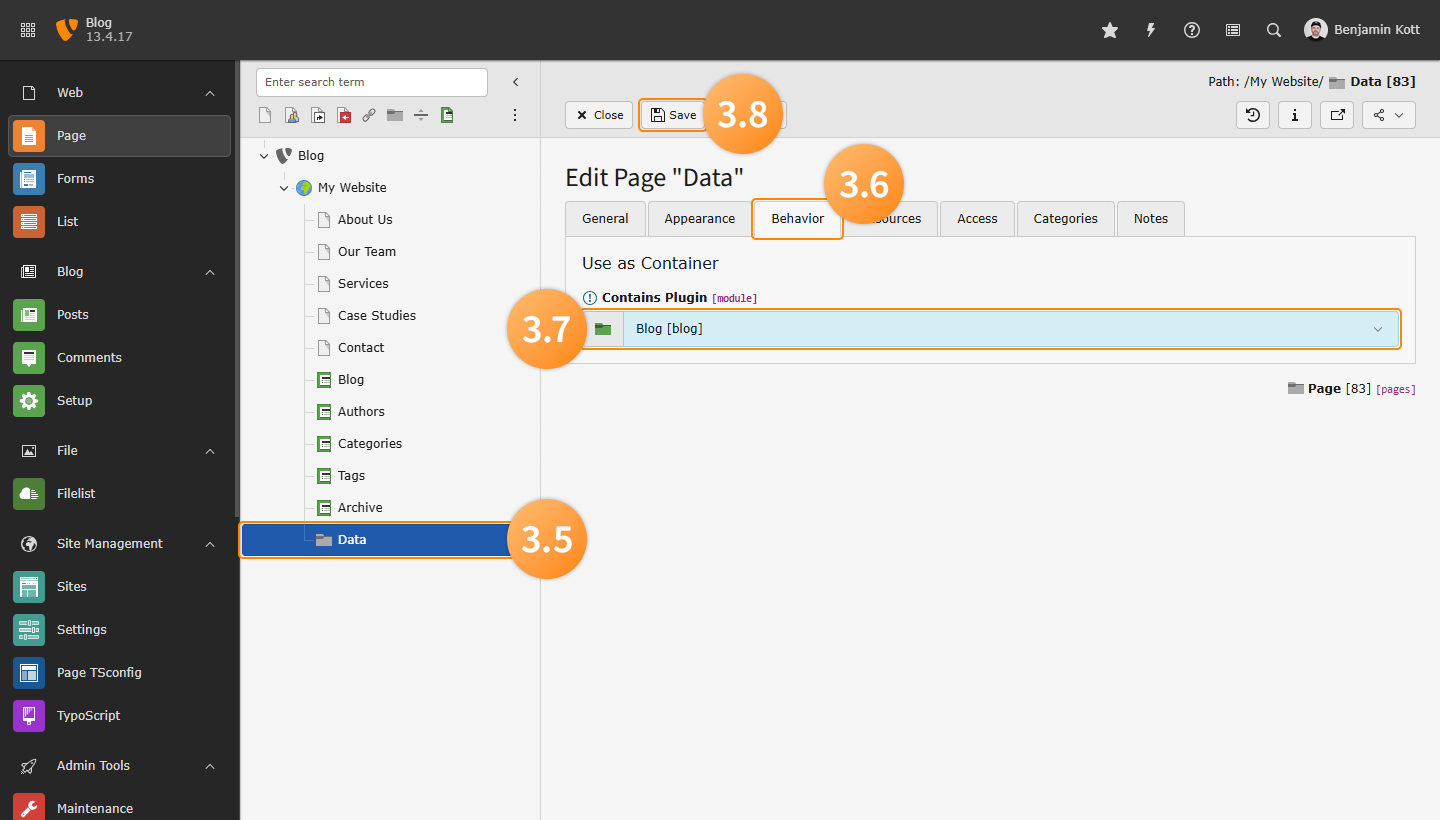 Blog
13.4.17
Benjamin Kott
Web
Page
Forms
List
Blog
Posts
Comments
Setup
File
Filelist
Site Management
Sites
Settings
Page TSconfig
TypoScript
Admin Tools
Maintenance
Enter search term
Blog
My Website
About Us
Our Team
Services
Case Studies
Contact
Blog
Authors
Categories
Tags
Archive
Data
3.5
Path: /My Website/ Data [83]
Close
Save
3.8
Edit Page "Data"
3.6
General
Appearance
Behavior
Access
Categories
Notes
Use as Container
Contains Plugin [module]
3.7
Blog [blog]
Page [83] [pages]